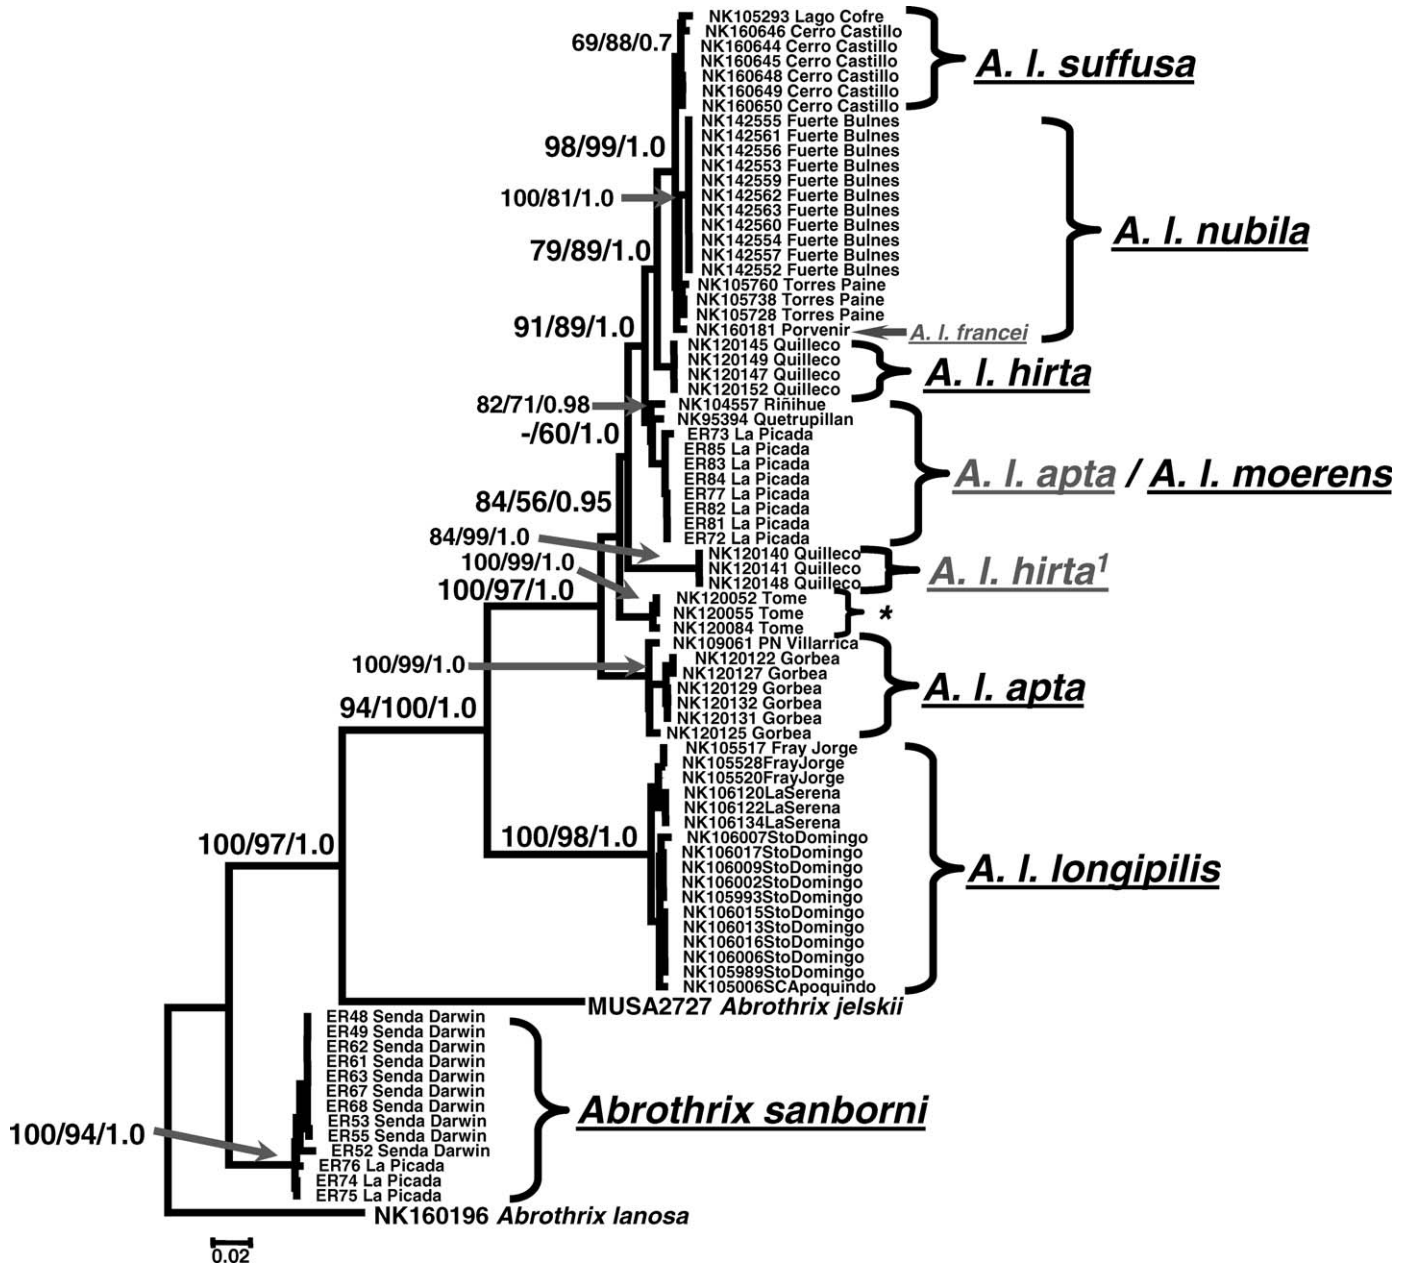 NK105293 Lago Cofre
NK160646 Cerro Castillo
69/88/0.7
NK160644 Cerro Castillo
NK160645 Cerro Castillo
A. l. suffusa
NK160648 Cerro Castillo
NK160649 Cerro Castillo
NK160650 Cerro Castillo
NK142555 Fuerte Bulnes
NK142561 Fuerte Bulnes
98/99/1.0
NK142556 Fuerte Bulnes
NK142553 Fuerte Bulnes
NK142559 Fuerte Bulnes
100/81/1.0
NK142562 Fuerte Bulnes
NK142563 Fuerte Bulnes
NK142560 Fuerte Bulnes
A. l. nubila
NK142554 Fuerte Bulnes
79/89/1.0
NK142557 Fuerte Bulnes
NK142552 Fuerte Bulnes
NK105760 Torres Paine
NK105738 Torres Paine
NK105728 Torres Paine
91/89/1.0
NK160181 Porvenir
A. l. francei
NK120145 Quilleco
NK120149 Quilleco
NK120147 Quilleco
A. l. hirta
NK120152 Quilleco
82/71/0.98
NK104557 Riñihue
NK95394 Quetrupillan
-/60/1.0
ER73 La Picada
ER85 La Picada
ER83 La Picada
A. l. apta / A. l. moerens
ER84 La Picada
ER77 La Picada
84/56/0.95
ER82 La Picada
ER81 La Picada
ER72 La Picada
84/99/1.0
NK120140 Quilleco
100/99/1.0
NK120141 Quilleco
A. l. hirta1
NK120148 Quilleco
100/97/1.0
NK120052 Tome
NK120055 Tome
*
NK120084 Tome
NK109061 PN Villarrica
100/99/1.0
NK120122 Gorbea
NK120127 Gorbea
NK120129 Gorbea
A. l. apta
NK120132 Gorbea
94/100/1.0
NK120131 Gorbea
NK120125 Gorbea
NK105517 Fray Jorge
NK105528FrayJorge
NK105520FrayJorge
NK106120LaSerena
NK106122LaSerena
NK106134LaSerena
100/98/1.0
NK106007StoDomingo
100/97/1.0
NK106017StoDomingo
NK106009StoDomingo
A. l. longipilis
NK106002StoDomingo
NK105993StoDomingo
NK106015StoDomingo
NK106013StoDomingo
NK106016StoDomingo
NK106006StoDomingo
NK105989StoDomingo
NK105006SCApoquindo
MUSA2727 Abrothrix jelskii
ER48 Senda Darwin
ER49 Senda Darwin
ER62 Senda Darwin
ER61 Senda Darwin
ER63 Senda Darwin
ER67 Senda Darwin
ER68 Senda Darwin
Abrothrix sanborni
ER53 Senda Darwin
100/94/1.0
ER55 Senda Darwin
ER52 Senda Darwin
ER76 La Picada
ER74 La Picada
ER75 La Picada
NK160196 Abrothrix lanosa
0.02